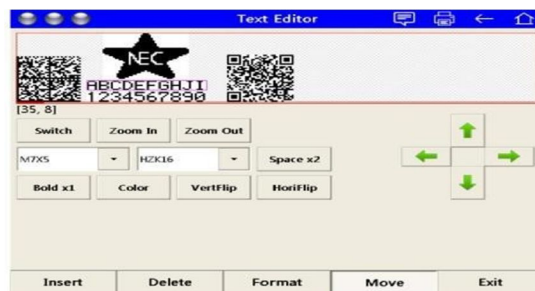 Text Editor
NEC
ABCDEFGHJI
1234567890
[35, 8]
Switch Zoom In Zoom Out
M7X5 HZK16 Space x2
Bold x1 Color VertFlip HoriFlip
Insert Delete Format Move Exit